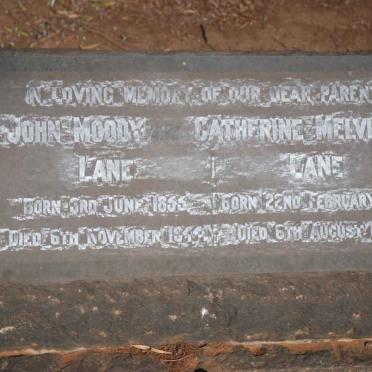 IN LOVING MEMORY OF OUR DEAR PARENT
JOHN MOODY CATHERINE MELVI
LANE LANE
BORN 3RD JUNE BORN 22ND FEBRUARY
DIED 6TH NOVEMBER DIED 6TH AUGUST